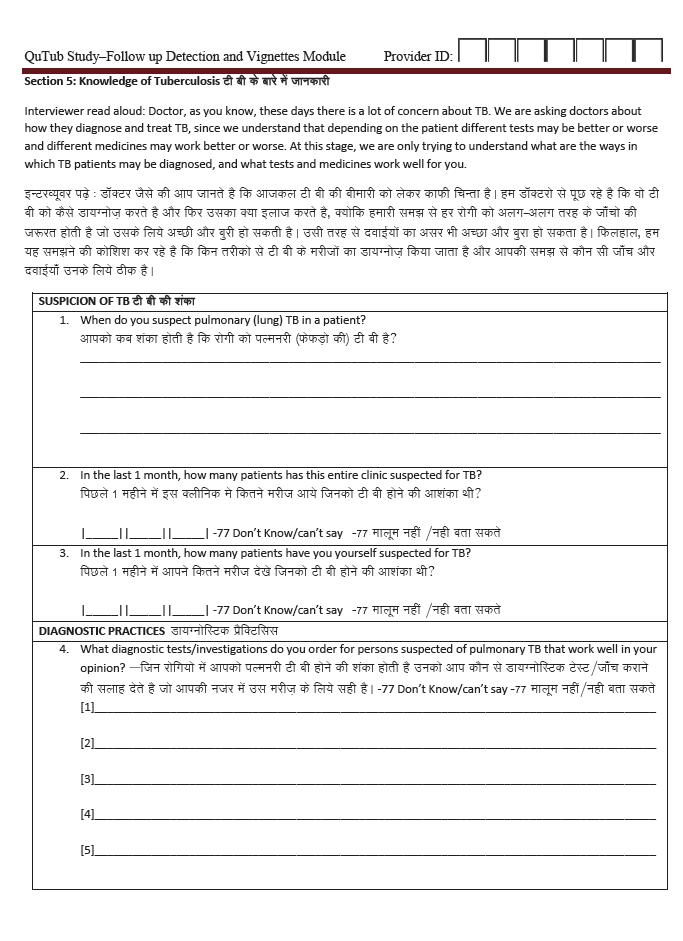 QuTub Study–Follow up Detection and Vignettes Module Provider ID:
Section 5: Knowledge of Tuberculosis टी बी के बारे में जानकारी
Interviewer read aloud: Doctor, as you know, these days there is a lot of concern about TB. We are asking doctors about
how they diagnose and treat TB, since we understand that depending on the patient different tests may be better or worse
and different medicines may work better or worse. At this stage, we are only trying to understand what are the ways in
which TB patients may be diagnosed, and what tests and medicines work well for you.
इन्टरव्यूवर पढ़े : डॉक्टर जैसे की आप जानते है कि आजकल टी बी की बीमारी को लेकर काफी चिन्ता है। हम डॉक्टरो से पूछ रहे है कि वो टी
बी को कैसे डायग्नोज़ करते है और फिर उसका क्या इलाज करते है, क्योकि हमारी समझ से हर रोगी को अलग–अलग तरह के जाँचो की
जरूरत होती है जो उसके लिये अच्छी और बुरी हो सकती है। उसी तरह से दवाईयों का असर भी अच्छा और बुरा हो सकता है। फिलहाल, हम
यह समझने की कोशिश कर रहे है कि किन तरीको से टी बी के मरीजों का डायग्नोज़ किया जाता है और आपकी समझ से कौन सी जाँच और
दवाईयाँ उनके लिये ठीक है।
SUSPICION OF TB टी बी की शंका
1. When do you suspect pulmonary (lung) TB in a patient?
आपको कब शंका होती है कि रोगी को पल्मनरी (फेफड़ो की) टी बी है?
2. In the last 1 month, how many patients has this entire clinic suspected for TB?
पिछले 1 महीने में इस क्लीनिक मे कितने मरीज आये जिनको टी बी होने की आशंका थी?
|_____||_____||_____| -77 Don’t Know/can’t say -77 मालूम नहीं /नही बता सकते
3. In the last 1 month, how many patients have you yourself suspected for TB?
पिछले 1 महीने में आपने कितने मरीज देखे जिनको टी बी होने की आशंका थी?
|_____||_____||_____| -77 Don’t Know/can’t say -77 मालूम नहीं /नही बता सकते
DIAGNOSTIC PRACTICES डायग्नोस्टिक प्रैक्टिसिस
4. What diagnostic tests/investigations do you order for persons suspected of pulmonary TB that work well in your
opinion? —जिन रोगियो में आपको पल्मनरी टी बी होने की शंका होती है उनको आप कौन से डायग्नोस्टिक टेस्ट/जाँच कराने
की सलाह देते है जो आपकी नजर में उस मरीज़ के लिये सही है। -77 Don’t Know/can’t say -77 मालूम नहीं/नही बता सकते
[1]
[2]
[3]
[4]
[5]